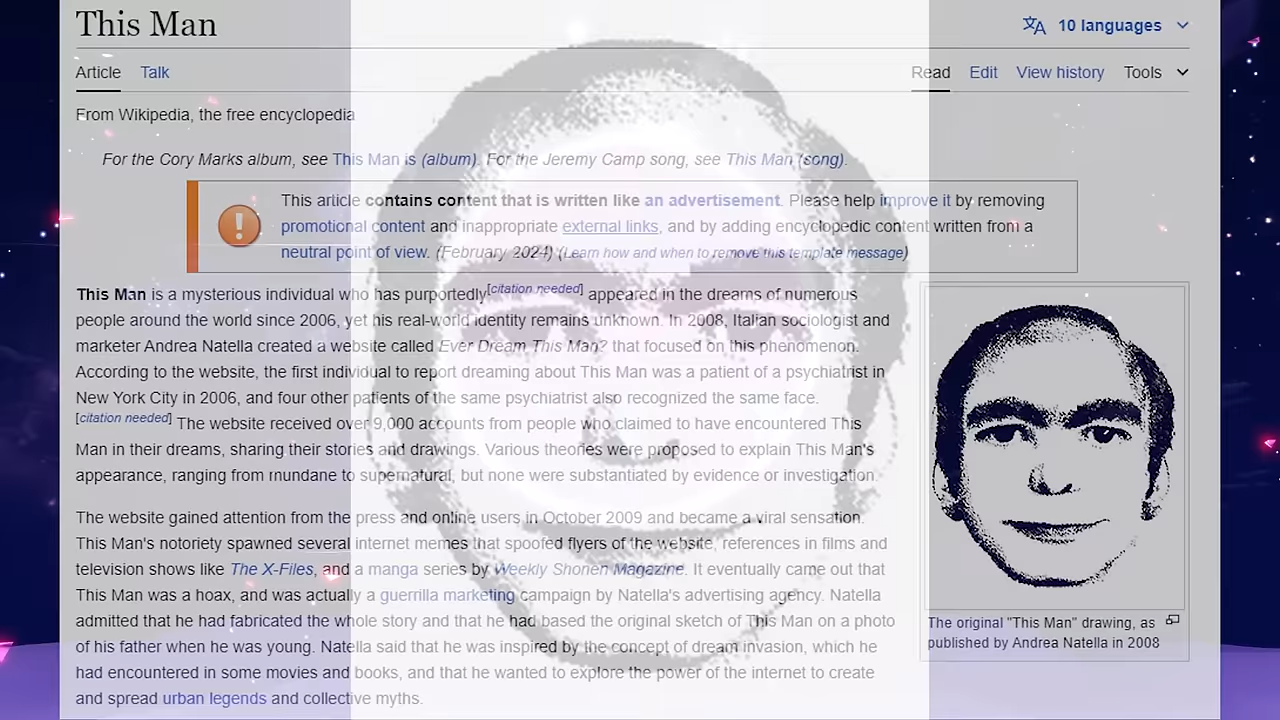 This Man
10 languages
Article Talk
Read Edit View history Tools
From Wikipedia, the free encyclopedia
For the Cory Marks album, see This Man is (album). For the Jeremy Camp song, see This Man (song).
This article contains content that is written like an advertisement. Please help improve it by removing
promotional content and inappropriate external links, and by adding encyclopedic content written from a
neutral point of view. (February 2024) (Learn how and when to remove this template message)
This Man is a mysterious individual who has purportedly[citation needed] appeared in the dreams of numerous
people around the world since 2006, yet his real-world identity remains unknown. In 2008, Italian sociologist and
marketer Andrea Natella created a website called Ever Dream This Man? that focused on this phenomenon.
According to the website, the first individual to report dreaming about This Man was a patient of a psychiatrist in
New York City in 2006, and four other patients of the same psychiatrist also recognized the same face.
[citation needed] The website received over 9,000 accounts from people who claimed to have encountered This
Man in their dreams, sharing their stories and drawings. Various theories were proposed to explain This Man's
appearance, ranging from mundane to supernatural, but none were substantiated by evidence or investigation.
The website gained attention from the press and online users in October 2009 and became a viral sensation.
This Man's notoriety spawned several internet memes that spoofed flyers of the website, references in films and
television shows like The X-Files, and a manga series by Weekly Shonen Magazine. It eventually came out that
This Man was a hoax, and was actually a guerrilla marketing campaign by Natella's advertising agency. Natella
admitted that he had fabricated the whole story and that he had based the original sketch of This Man on a photo
of his father when he was young. Natella said that he was inspired by the concept of dream invasion, which he
had encountered in some movies and books, and that he wanted to explore the power of the internet to create
and spread urban legends and collective myths.
The original "This Man" drawing, as
published by Andrea Natella in 2008